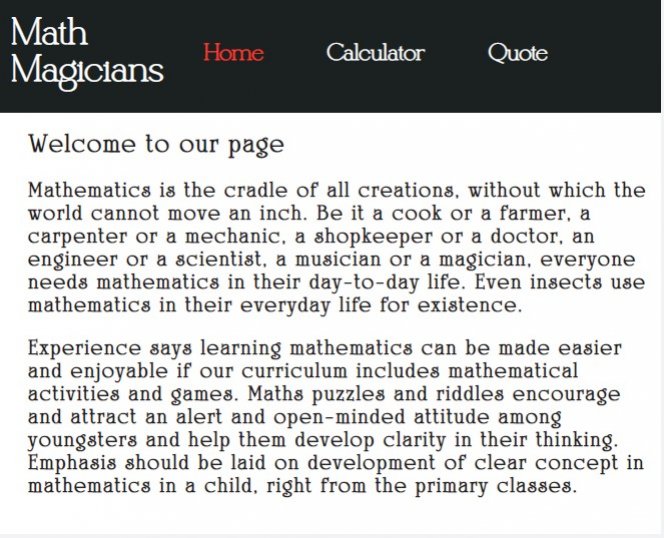 Math
Magicians
Home Calculator Quote
Welcome to our page
Mathematics is the cradle of all creations, without which the
world cannot move an inch. Be it a cook or a farmer, a
carpenter or a mechanic, a shopkeeper or a doctor, an
engineer or a scientist, a musician or a magician, everyone
needs mathematics in their day-to-day life. Even insects use
mathematics in their everyday life for existence.
Experience says learning mathematics can be made easier
and enjoyable if our curriculum includes mathematical
activities and games. Maths puzzles and riddles encourage
and attract an alert and open-minded attitude among
youngsters and help them develop clarity in their thinking.
Emphasis should be laid on development of clear concept in
mathematics in a child, right from the primary classes.